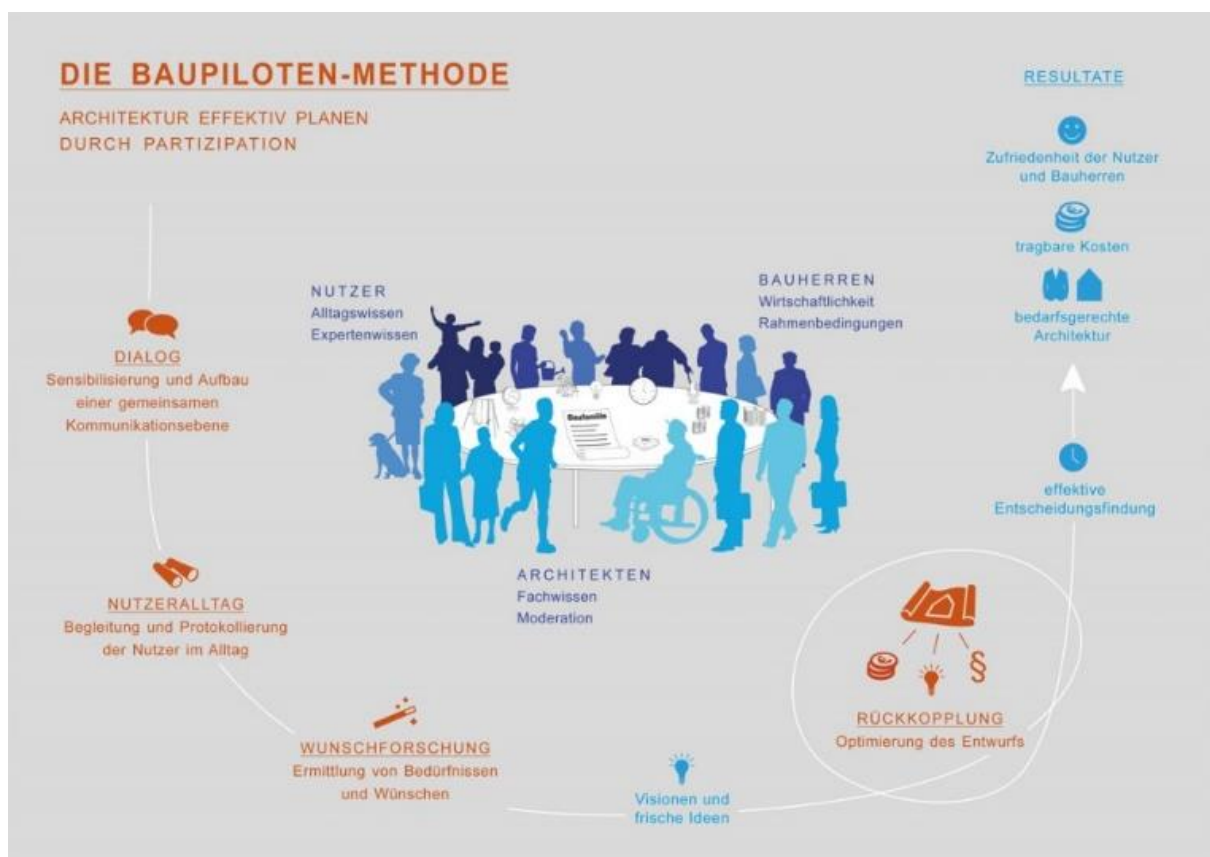 DIE BAUPILOTEN-METHODE
ARCHITEKTUR EFFEKTIV PLANEN
DURCH PARTIZIPATION
DIALOG
Sensibilisierung und Aufbau
einer gemeinsamen
Kommunikationsebene
NUTZERALLTAG
Begleitung und Protokollierung
der Nutzer im Alltag
WUNSCHFORSCHUNG
Ermittlung von Bedürfnissen
und Wünschen
NUTZER
Alltagswissen
Expertenwissen
BAUHERREN
Wirtschaftlichkeit
Rahmenbedingungen
Baufamilie
ARCHITEKTEN
Fachwissen
Moderation
Visionen und
frische Ideen
§
RÜCKKOPPLUNG
Optimierung des Entwurfs
effektive
Entscheidungsfindung
RESULTATE
Zufriedenheit der Nutzer
und Bauherren
€
tragbare Kosten
bedarfsgerechte
Architektur